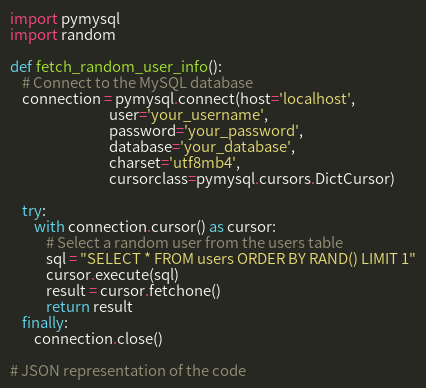 import pymysql
import random
def fetch_random_user_info():
# Connect to the MySQL database
connection = pymysql.connect(host='localhost',
user='your_username',
password='your_password',
database='your_database',
charset='utf8mb4',
cursorclass=pymysql.cursors.DictCursor)
try:
with connection.cursor() as cursor:
# Select a random user from the users table
sql = "SELECT * FROM users ORDER BY RAND() LIMIT 1"
cursor.execute(sql)
result = cursor.fetchone()
return result
finally:
connection.close()
# JSON representation of the code